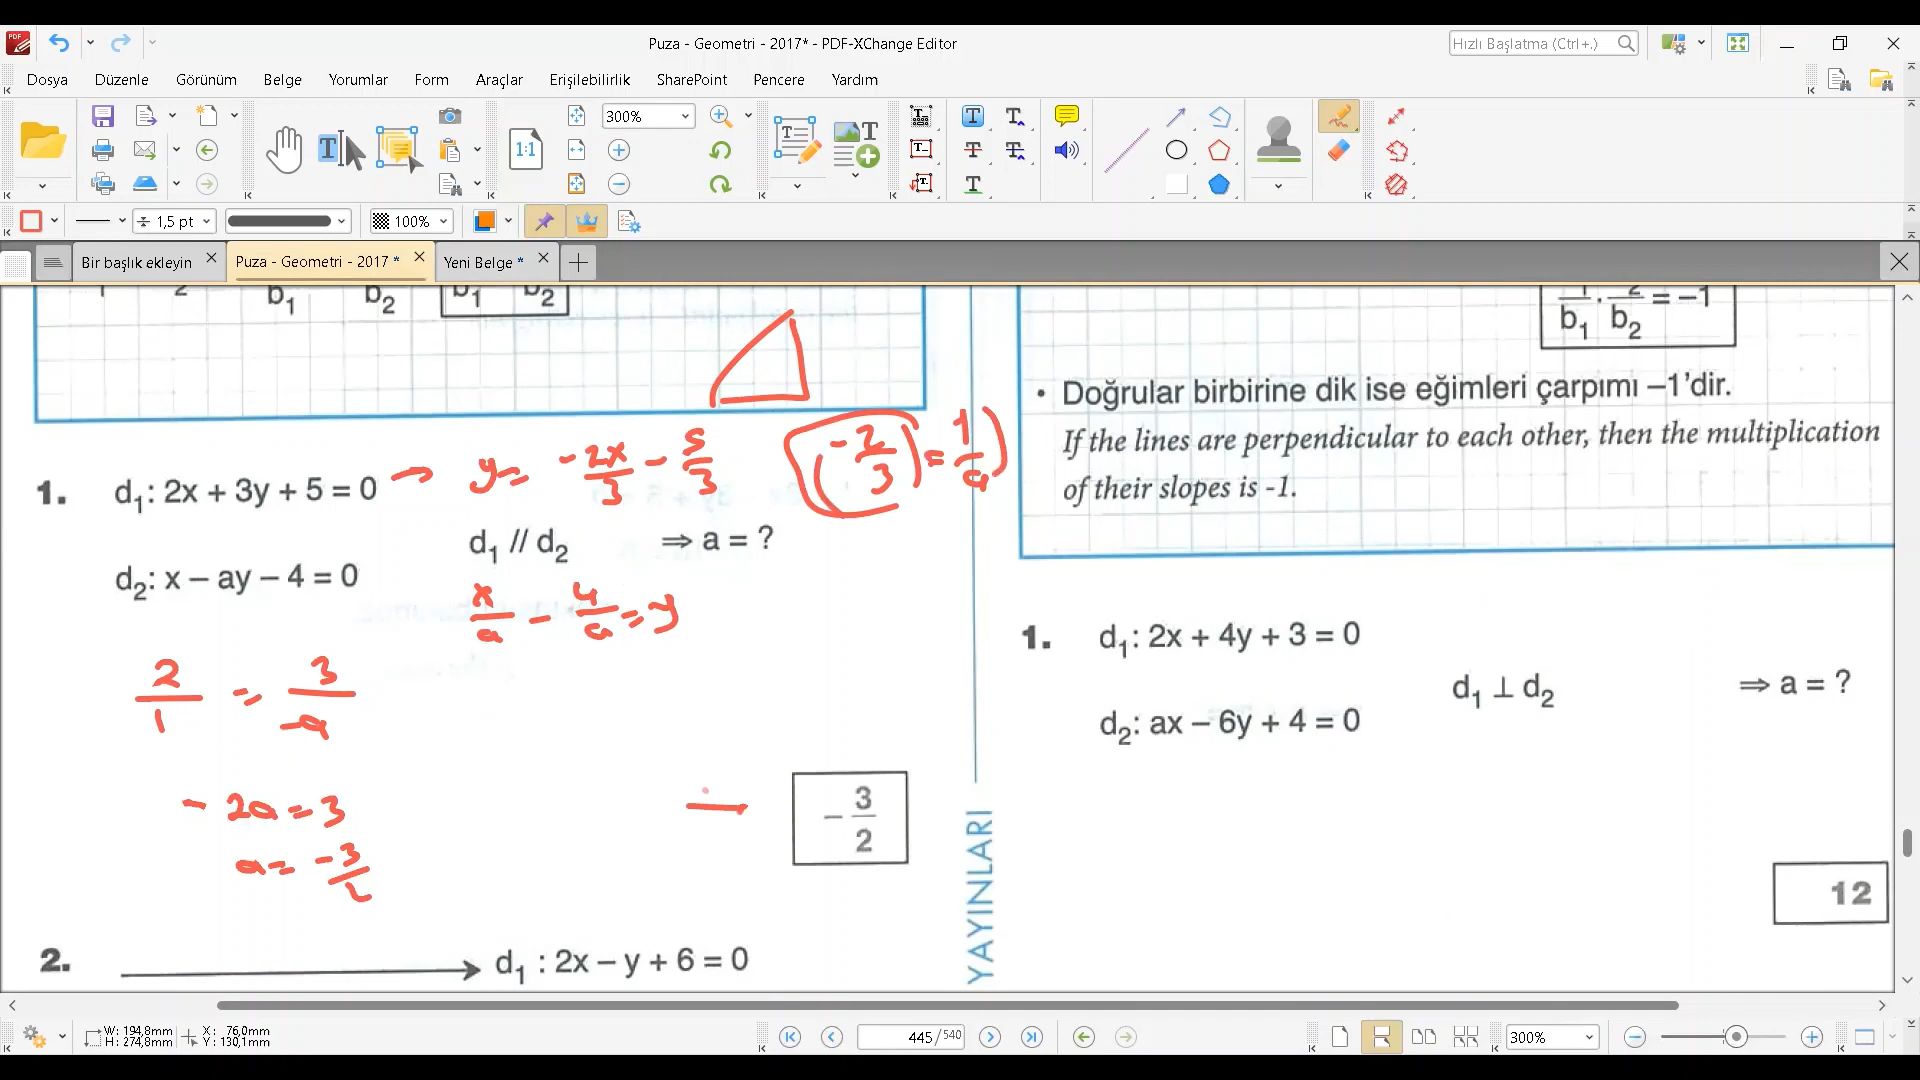 Puza - Geometri - 2017* - PDF-XChange Editor
Hızlı Başlatma (Ctrl+.)
Dosya Düzenle Görünüm Belge Yorumlar Form Araçlar Erişilebilirlik SharePoint Pencere Yardım
300%
1:1
1,5 pt
100%
Bir başlık ekleyin
Puza - Geometri - 2017 *
Yeni Belge *
b₁ b₂ b₁ b₂
b₁ b₂ = –1
• Doğrular birbirine dik ise eğimleri çarpımı –1'dir.
If the lines are perpendicular to each other, then the multiplication
of their slopes is -1.
1. d₁: 2x + 3y + 5 = 0
y = -2x/3 - 5/3
(-2/3) = 1/a)
d₁ // d₂ ⇒ a = ?
d₂: x – ay – 4 = 0
x/a - 4/a = y
2/1 = 3/-a
- 2a = 3
a = -3/2
– 3/2
2. d₁ : 2x – y + 6 = 0
YAYINLARI
1. d₁: 2x + 4y + 3 = 0
d₁ ⊥ d₂ ⇒ a = ?
d₂: ax – 6y + 4 = 0
12
W: 194,8mm
H: 274,8mm
X: 76,0mm
Y: 130,1mm
445 / 540
300%